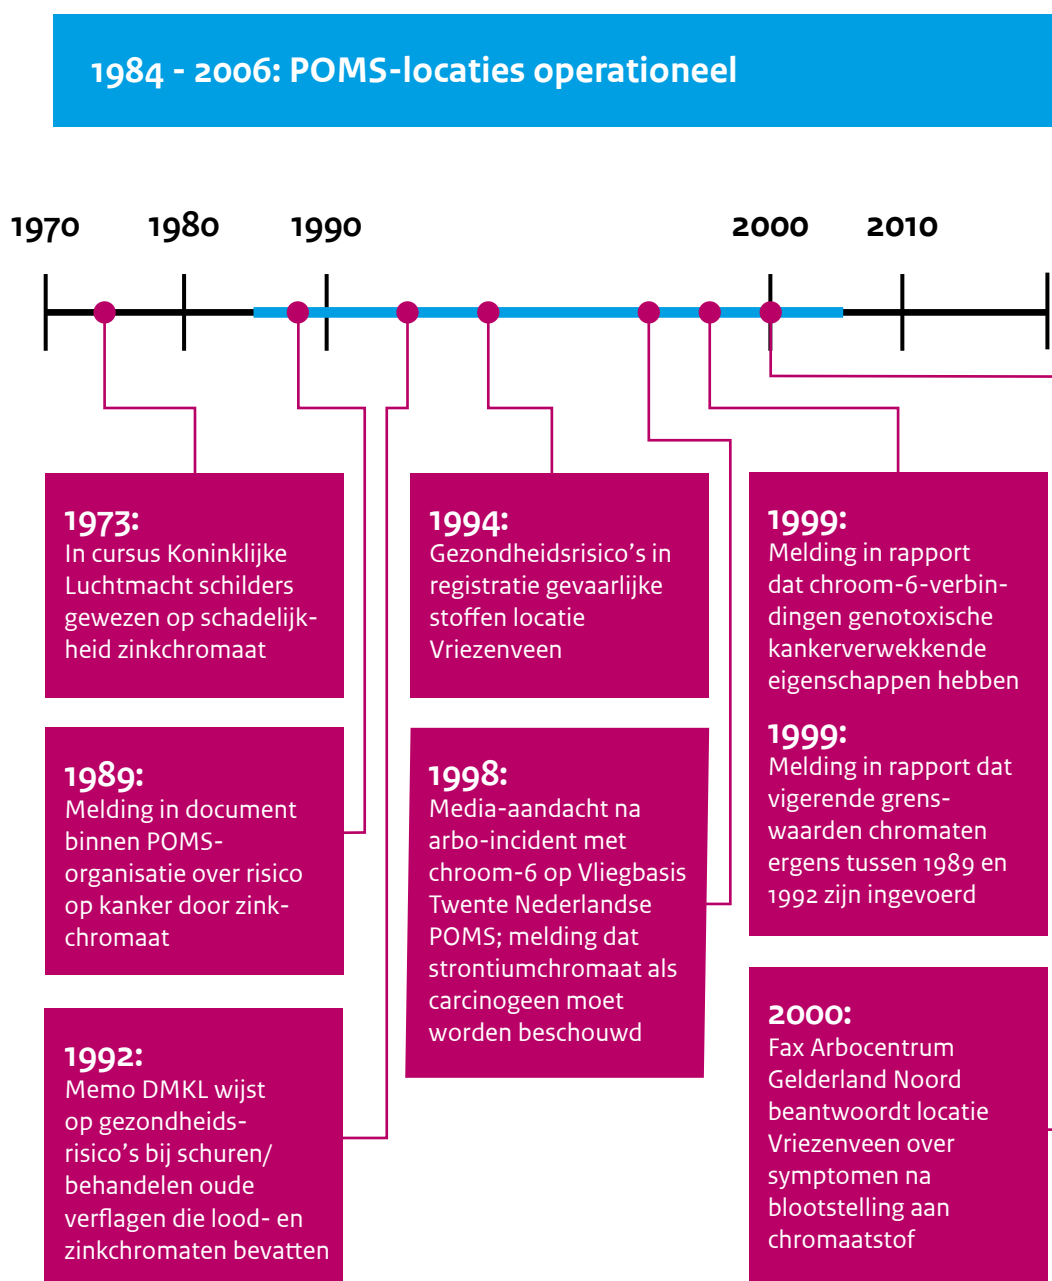 1984 - 2006: POMS-locaties operationeel
1970 1980 1990 2000 2010
1973:
In cursus Koninklijke
Luchtmacht schilders
gewezen op schadelijk-
heid zinkchromaat
1989:
Melding in document
binnen POMS-
organisatie over risico
op kanker door zink-
chromaat
1992:
Memo DMKL wijst
op gezondheids-
risico's bij schuren/
behandelen oude
verflagen die lood- en
zinkchromaten bevatten
1994:
Gezondheidsrisico's in
registratie gevaarlijke
stoffen locatie
Vriezenveen
1998:
Media-aandacht na
arbo-incident met
chroom-6 op Vliegbasis
Twente Nederlandse
POMS; melding dat
strontiumchromaat als
carcinogeen moet
worden beschouwd
1999:
Melding in rapport
dat chroom-6-verbin-
dingen genotoxische
kankerverwekkende
eigenschappen hebben
1999:
Melding in rapport dat
vigerende grens-
waarden chromaten
ergens tussen 1989 en
1992 zijn ingevoerd
2000:
Fax Arbocentrum
Gelderland Noord
beantwoordt locatie
Vriezenveen over
symptomen na
blootstelling aan
chromaatstof